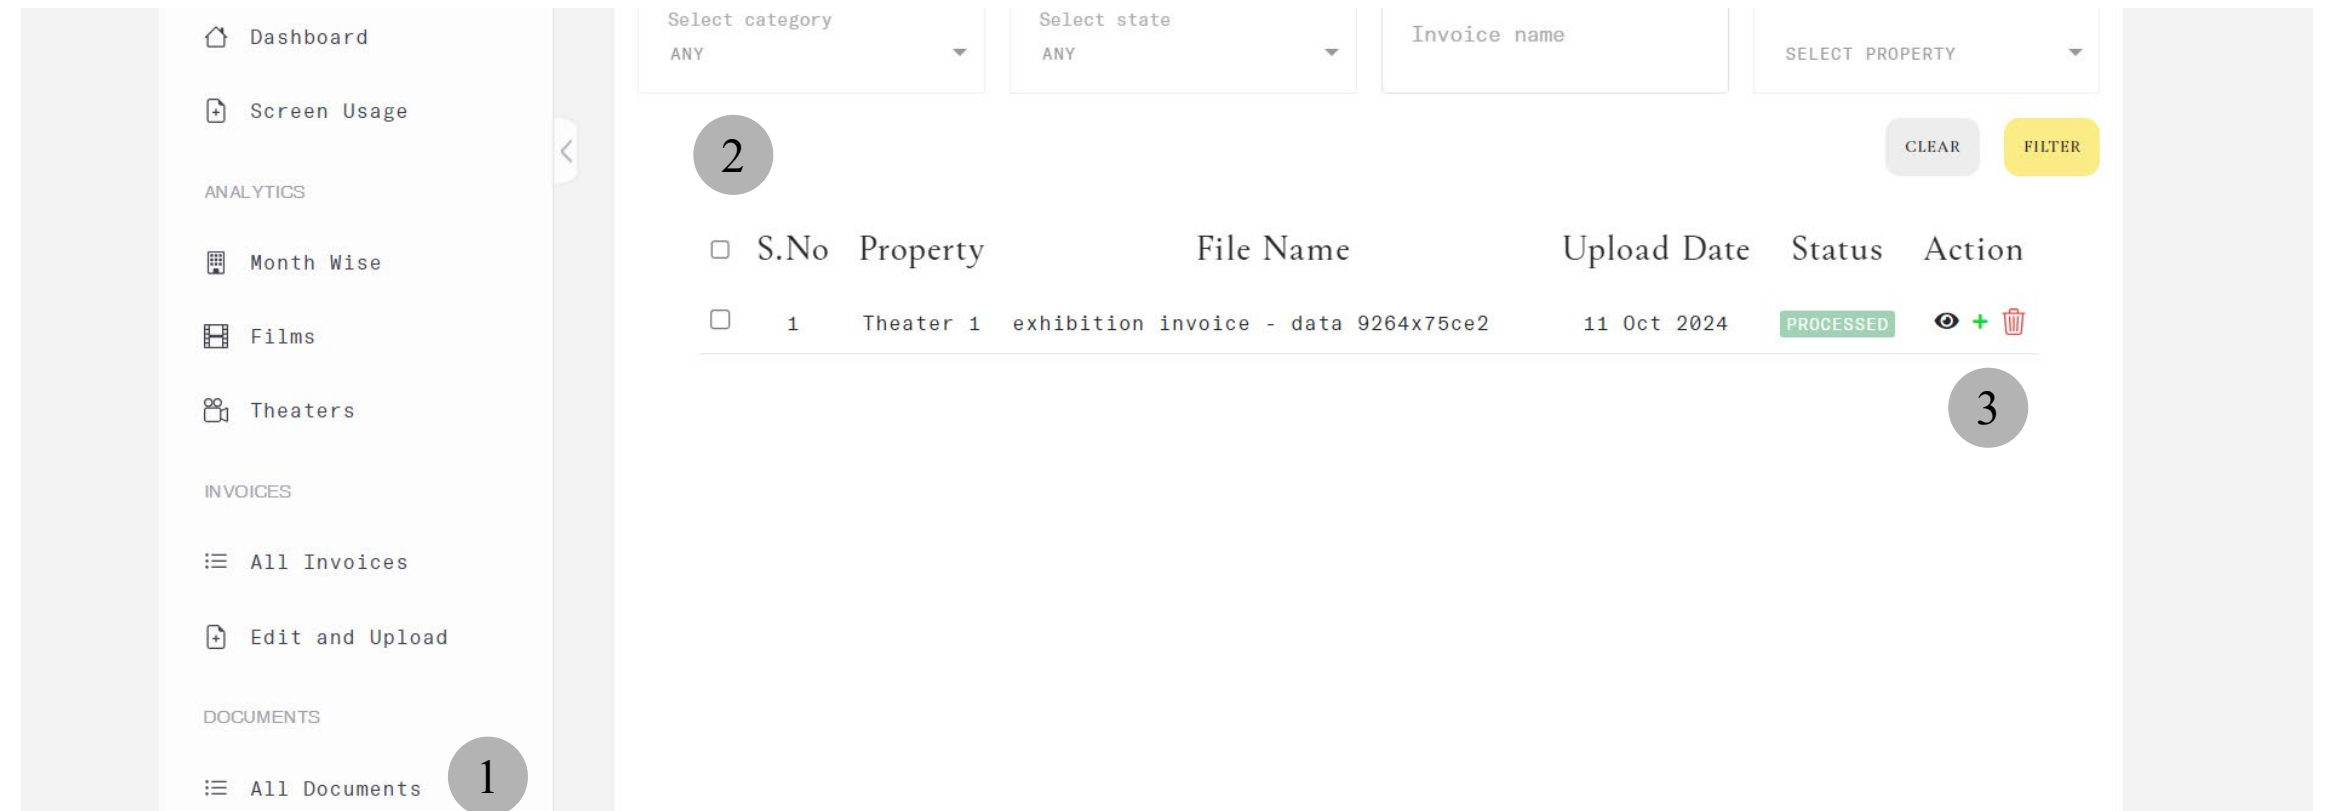 Dashboard
Screen Usage
ANALYTICS
Month Wise
Films
Theaters
INVOICES
All Invoices
Edit and Upload
DOCUMENTS
All Documents
1
Select category
ANY
Select state
ANY
Invoice name
SELECT PROPERTY
2
CLEAR
FILTER
S.No Property File Name Upload Date Status Action
1 Theater 1 exhibition invoice - data 9264x75ce2 11 Oct 2024 PROCESSED
3